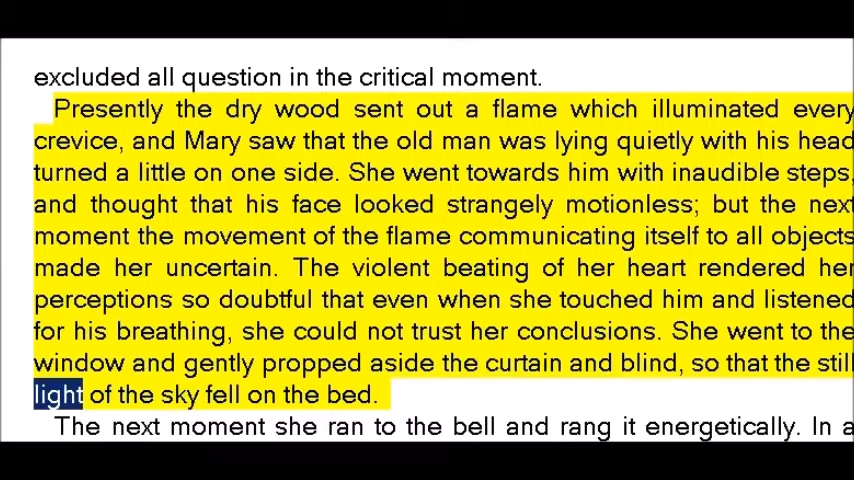 excluded all question in the critical moment.
Presently the dry wood sent out a flame which illuminated every
crevice, and Mary saw that the old man was lying quietly with his head
turned a little on one side. She went towards him with inaudible steps,
and thought that his face looked strangely motionless; but the next
moment the movement of the flame communicating itself to all objects
made her uncertain. The violent beating of her heart rendered her
perceptions so doubtful that even when she touched him and listened
for his breathing, she could not trust her conclusions. She went to the
window and gently propped aside the curtain and blind, so that the still
light of the sky fell on the bed.
The next moment she ran to the bell and rang it energetically. In a